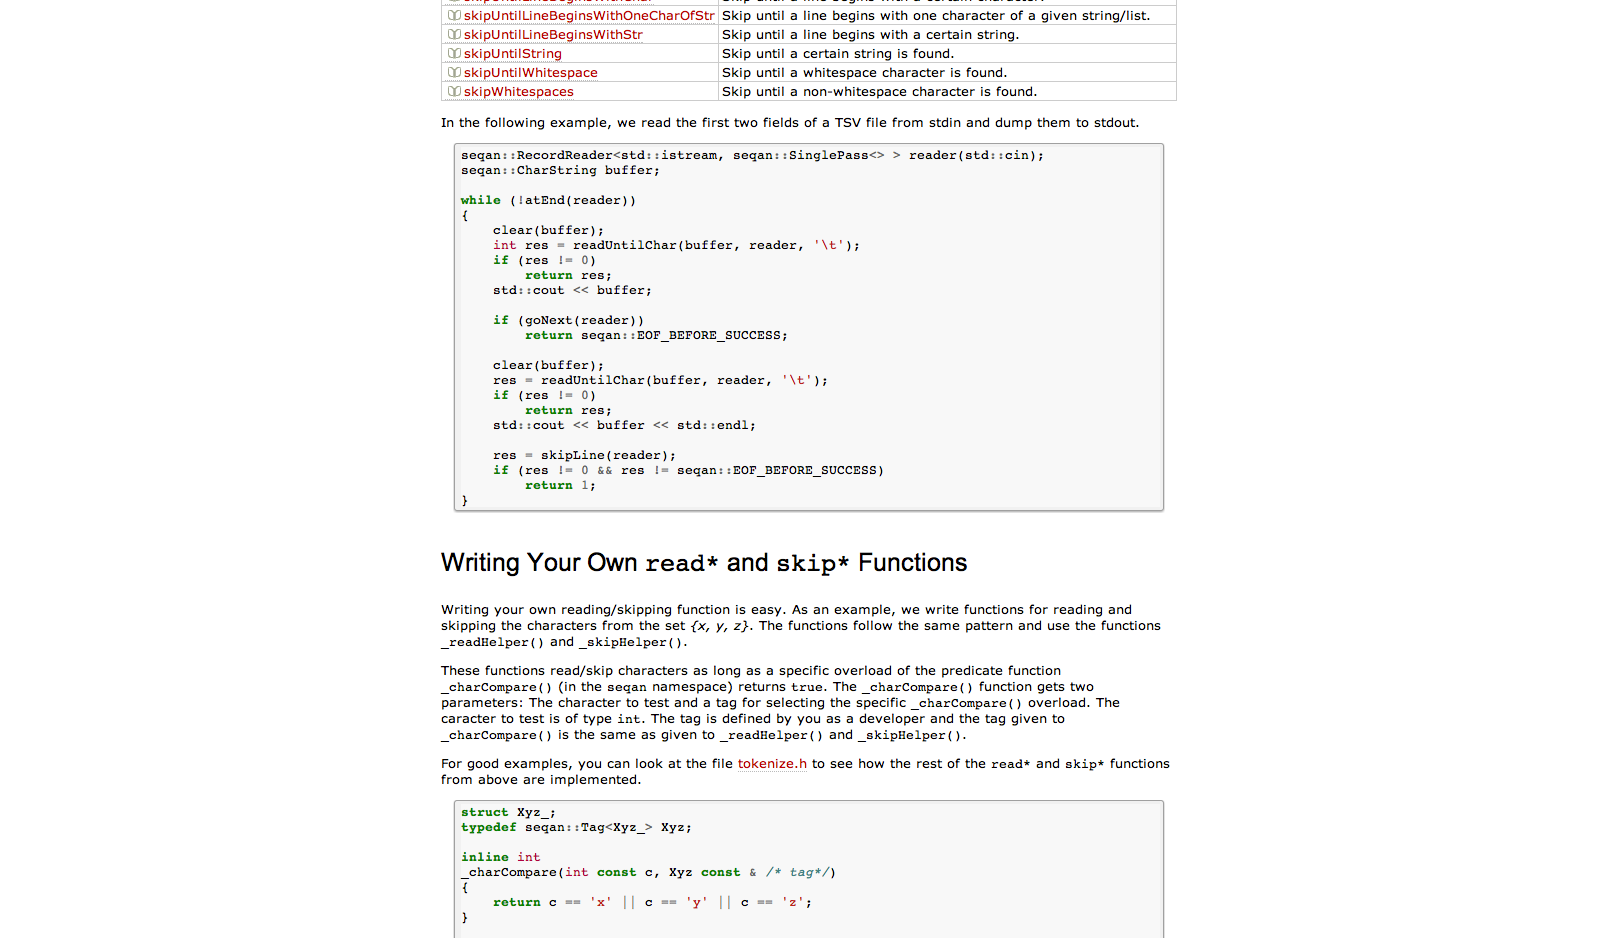 skipUntilLineBeginsWithOneCharOfStr Skip until a line begins with one character of a given string/list.
skipUntilLineBeginsWithStr Skip until a line begins with a certain string.
skipUntilString Skip until a certain string is found.
skipUntilWhitespace Skip until a whitespace character is found.
skipWhitespaces Skip until a non-whitespace character is found.
In the following example, we read the first two fields of a TSV file from stdin and dump them to stdout.
seqan::RecordReader<std::istream, seqan::SinglePass<> > reader(std::cin);
seqan::CharString buffer;
while (!atEnd(reader))
{
    clear(buffer);
    int res = readUntilChar(buffer, reader, '\t');
    if (res != 0)
        return res;
    std::cout << buffer;
    if (goNext(reader))
        return seqan::EOF_BEFORE_SUCCESS;
    clear(buffer);
    res = readUntilChar(buffer, reader, '\t');
    if (res != 0)
        return res;
    std::cout << buffer << std::endl;
    res = skipLine(reader);
    if (res != 0 && res != seqan::EOF_BEFORE_SUCCESS)
        return 1;
}
Writing Your Own read* and skip* Functions
Writing your own reading/skipping function is easy. As an example, we write functions for reading and
skipping the characters from the set {x, y, z}. The functions follow the same pattern and use the functions
_readHelper() and _skipHelper().
These functions read/skip characters as long as a specific overload of the predicate function
_charCompare() (in the seqan namespace) returns true. The _charCompare() function gets two
parameters: The character to test and a tag for selecting the specific _charCompare() overload. The
caracter to test is of type int. The tag is defined by you as a developer and the tag given to
_charCompare() is the same as given to _readHelper() and _skipHelper().
For good examples, you can look at the file tokenize.h to see how the rest of the read* and skip* functions
from above are implemented.
struct Xyz_;
typedef seqan::Tag<Xyz_> Xyz;
inline int
_charCompare(int const c, Xyz const & /* tag*/)
{
    return c == 'x' || c == 'y' || c == 'z';
}